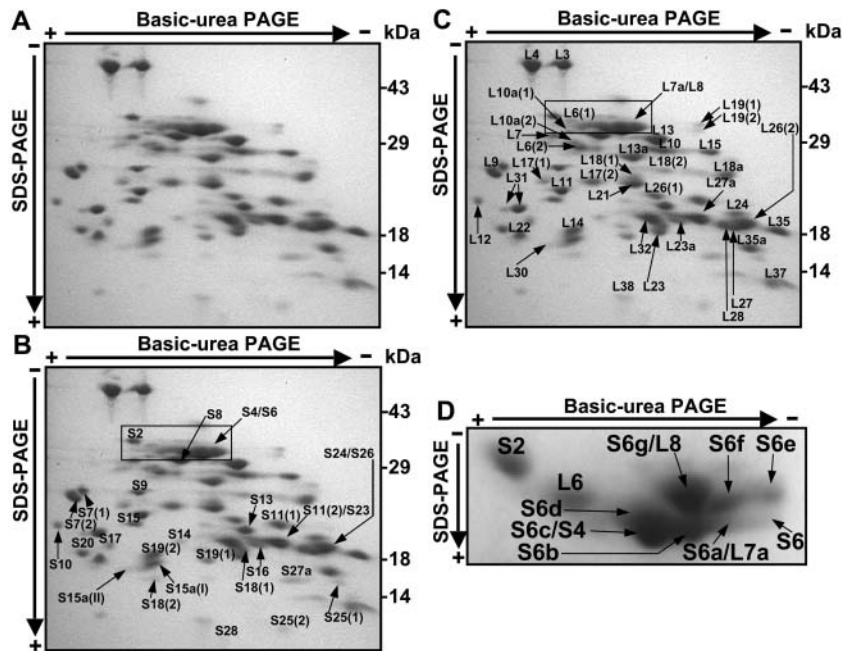 A
Basic-urea PAGE
+
−
kDa
−
SDS-PAGE
+
43
29
18
14
B
Basic-urea PAGE
+
−
kDa
−
SDS-PAGE
+
43
29
18
14
S2
S8
S4/S6
S24/S26
S9
S7(1)
S7(2)
S15
S13
S11(1)
S11(2)/S23
S10
S20
S17
S14
S19(2)
S19(1)
S16
S18(1)
S27a
S15a(II)
S15a(I)
S18(2)
S28
S25(2)
S25(1)
C
Basic-urea PAGE
+
−
kDa
−
SDS-PAGE
+
43
29
18
14
L4
L3
L10a(1)
L6(1)
L7a/L8
L19(1)
L19(2)
L10a(2)
L7
L6(2)
L13
L10
L13a
L15
L26(2)
L9
L17(1)
L18(1)
L17(2)
L18(2)
L18a
L31
L11
L21
L26(1)
L27a
L24
L12
L22
L14
L32
L23a
L35
L35a
L30
L38
L23
L27
L28
L37
D
Basic-urea PAGE
+
−
−
SDS-PAGE
+
S2
S6g/L8
S6f
S6e
L6
S6d
S6c/S4
S6b
S6a/L7a
S6